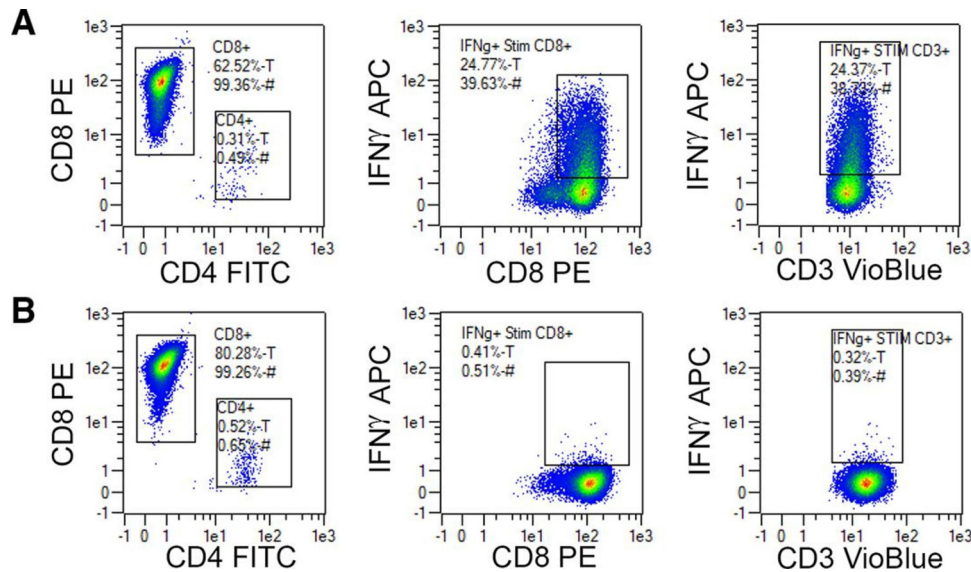 A
1e3
1e2
1e1
1
0
-1
CD8 PE
CD8+
62.52%-T
99.36%-#
CD4+
0.31%-T
0.49%-#
-1 0 1 1e1 1e2 1e3
CD4 FITC
1e3
1e2
1e1
1
0
-1
IFNγ APC
IFNg+ Stim CD8+
24.77%-T
39.63%-#
-1 0 1 1e1 1e2 1e3
CD8 PE
1e3
1e2
1e1
1
0
-1
IFNγ APC
IFNg+ STIM CD3+
24.37%-T
-1 0 1 1e1 1e2 1e3
CD3 VioBlue
B
1e3
1e2
1e1
1
0
-1
CD8 PE
CD8+
80.28%-T
99.26%-#
CD4+
0.52%-T
0.65%-#
-1 0 1 1e1 1e2 1e3
CD4 FITC
1e3
1e2
1e1
1
0
-1
IFNγ APC
IFNg+ Stim CD8+
0.41%-T
0.51%-#
-1 0 1 1e1 1e2 1e3
CD8 PE
1e3
1e2
1e1
1
0
-1
IFNγ APC
IFNg+ STIM CD3+
0.32%-T
0.39%-#
-1 0 1 1e1 1e2 1e3
CD3 VioBlue